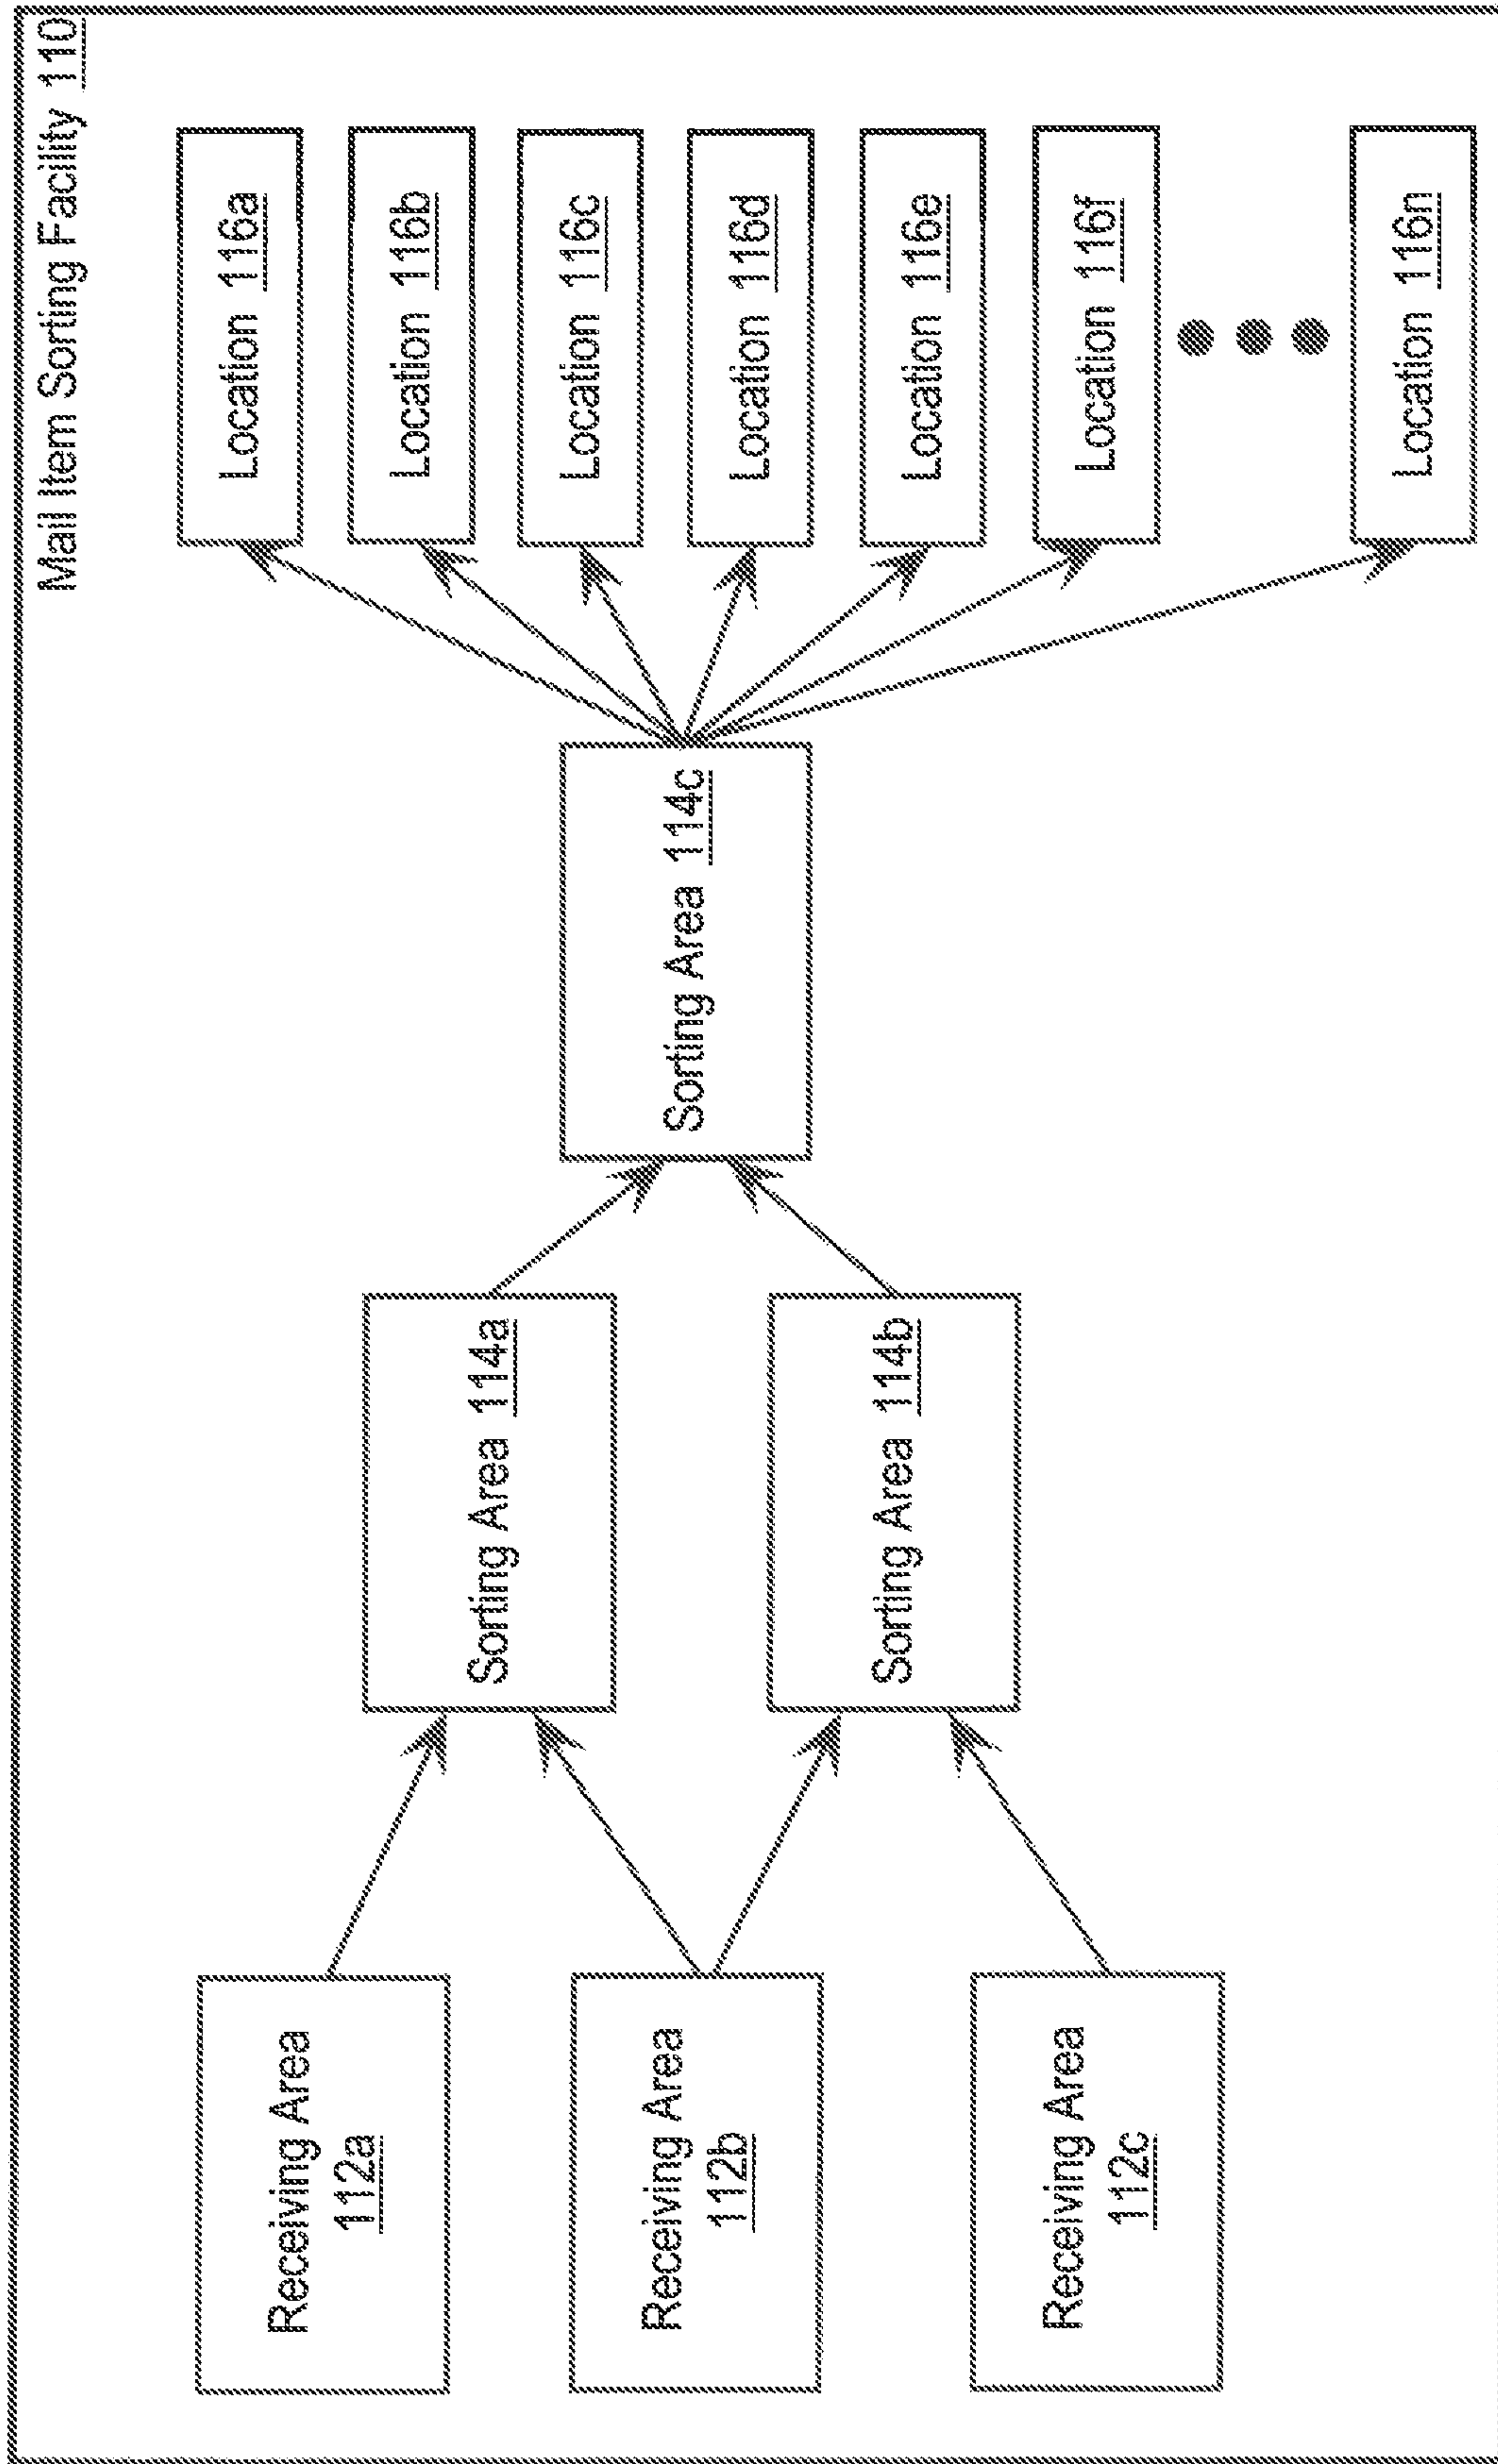 Mail Item Sorting Facility 110
Receiving Area
112a
Receiving Area
112b
Receiving Area
112c
Sorting Area 114a
Sorting Area 114b
Sorting Area 114c
Location 116a
Location 116b
Location 116c
Location 116d
Location 116e
Location 116f
Location 116n